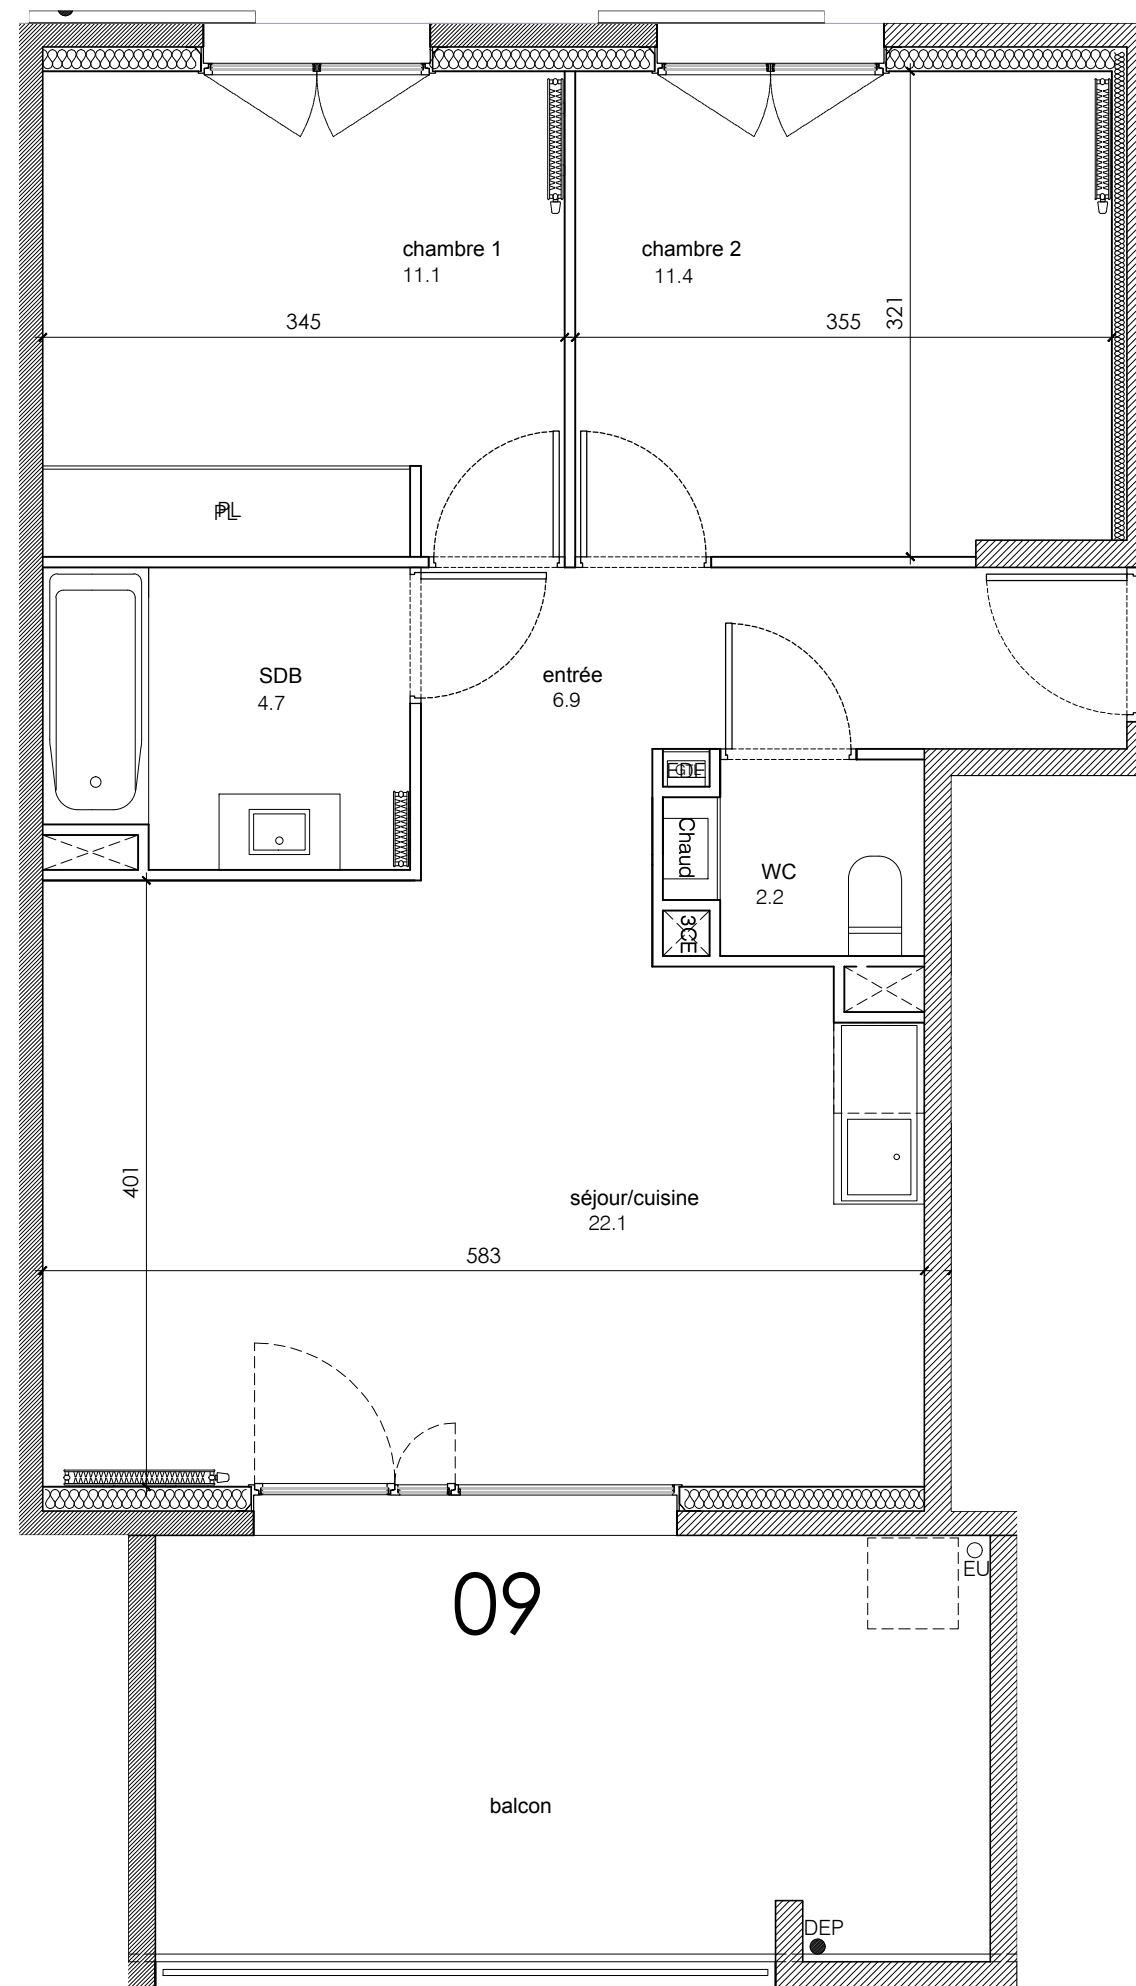 chambre 1
11.1
chambre 2
11.4
345
355
321
PL
SDB
4.7
entrée
6.9
Chaud
WC
2.2
3CE
401
séjour/cuisine
22.1
583
09
EU
balcon
DEP